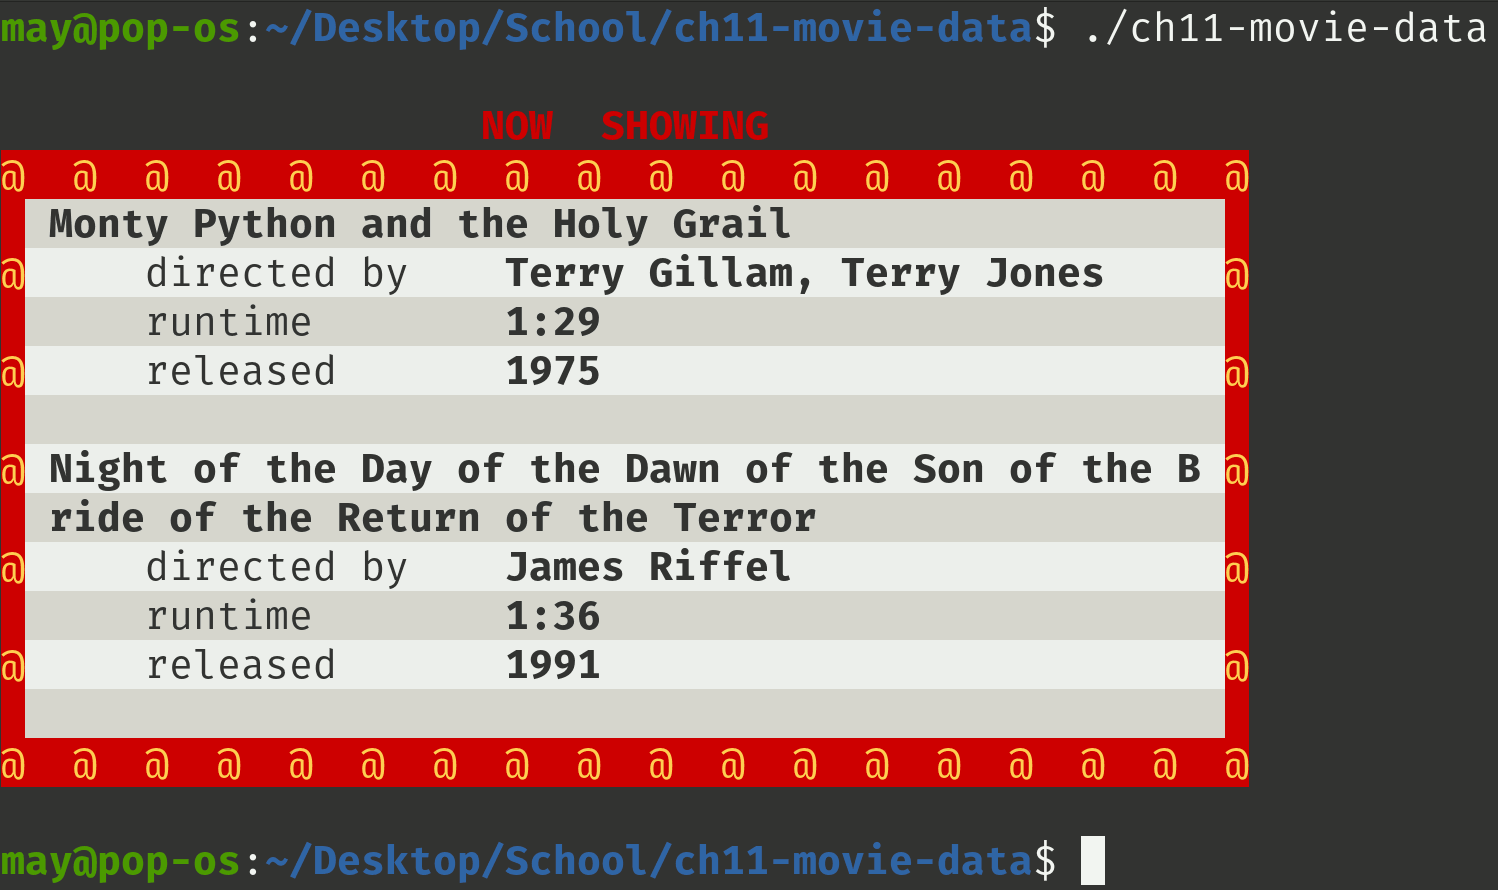 may@pop-os:~/Desktop/School/ch11-movie-data$ ./ch11-movie-data
NOW  SHOWING
@  @  @  @  @  @  @  @  @  @  @  @  @  @  @  @  @  @
Monty Python and the Holy Grail
@ directed by    Terry Gillam, Terry Jones @
runtime        1:29
@ released       1975 @
@ Night of the Day of the Dawn of the Son of the B @
ride of the Return of the Terror
@ directed by    James Riffel @
runtime        1:36
@ released       1991 @
@  @  @  @  @  @  @  @  @  @  @  @  @  @  @  @  @  @
may@pop-os:~/Desktop/School/ch11-movie-data$